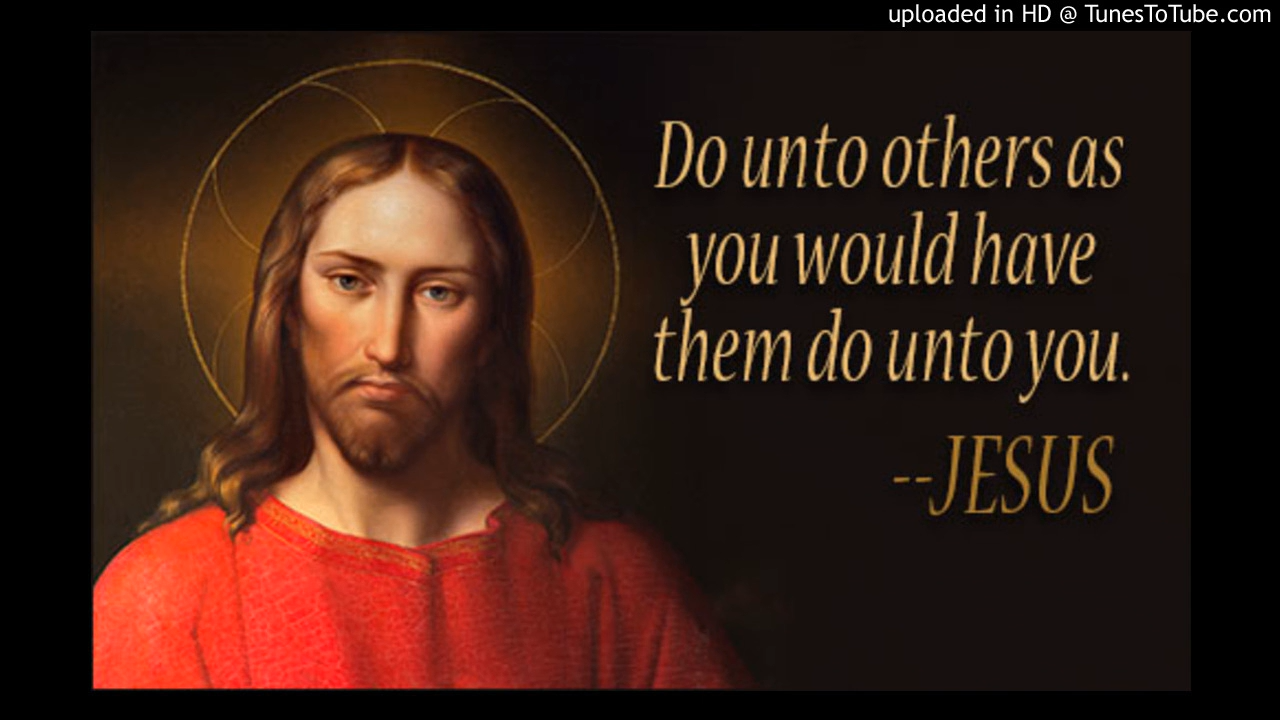 uploaded in HD @ TunesToTube.com
Do unto others as
you would have
them do unto you.
--JESUS